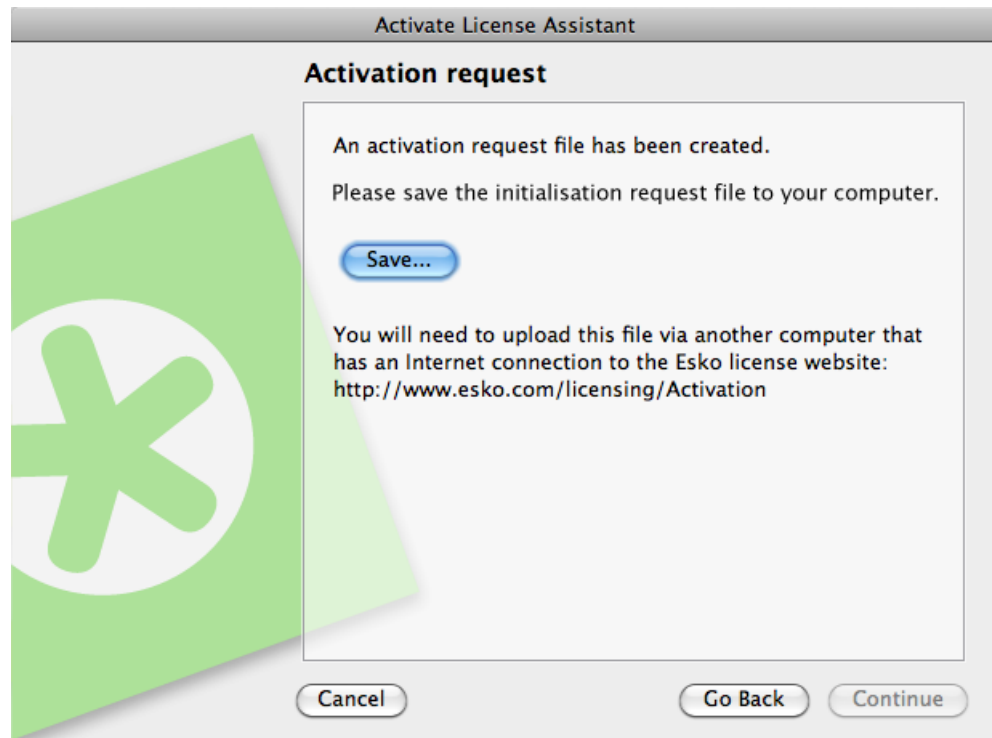 Activate License Assistant
Activation request
An activation request file has been created.
Please save the initialisation request file to your computer.
Save...
You will need to upload this file via another computer that
has an Internet connection to the Esko license website:
http://www.esko.com/licensing/Activation
Cancel
Go Back
Continue